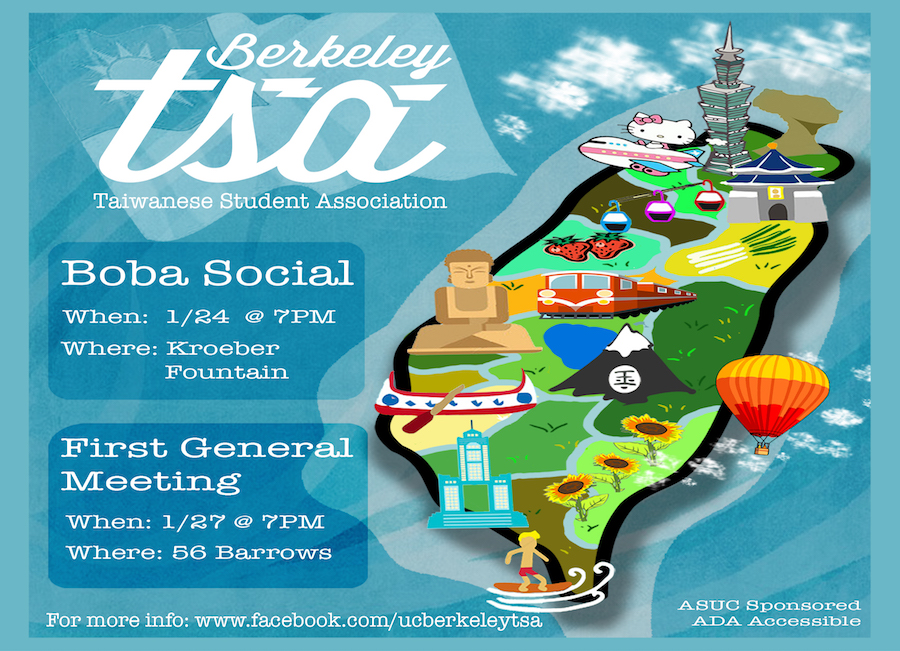 Berkeley
tsa
Taiwanese Student Association
Boba Social
When: 1/24 @ 7PM
Where: Kroeber
Fountain
First General
Meeting
When: 1/27 @ 7PM
Where: 56 Barrows
玉
For more info: www.facebook.com/ucberkeleytsa
ASUC Sponsored
ADA Accessible